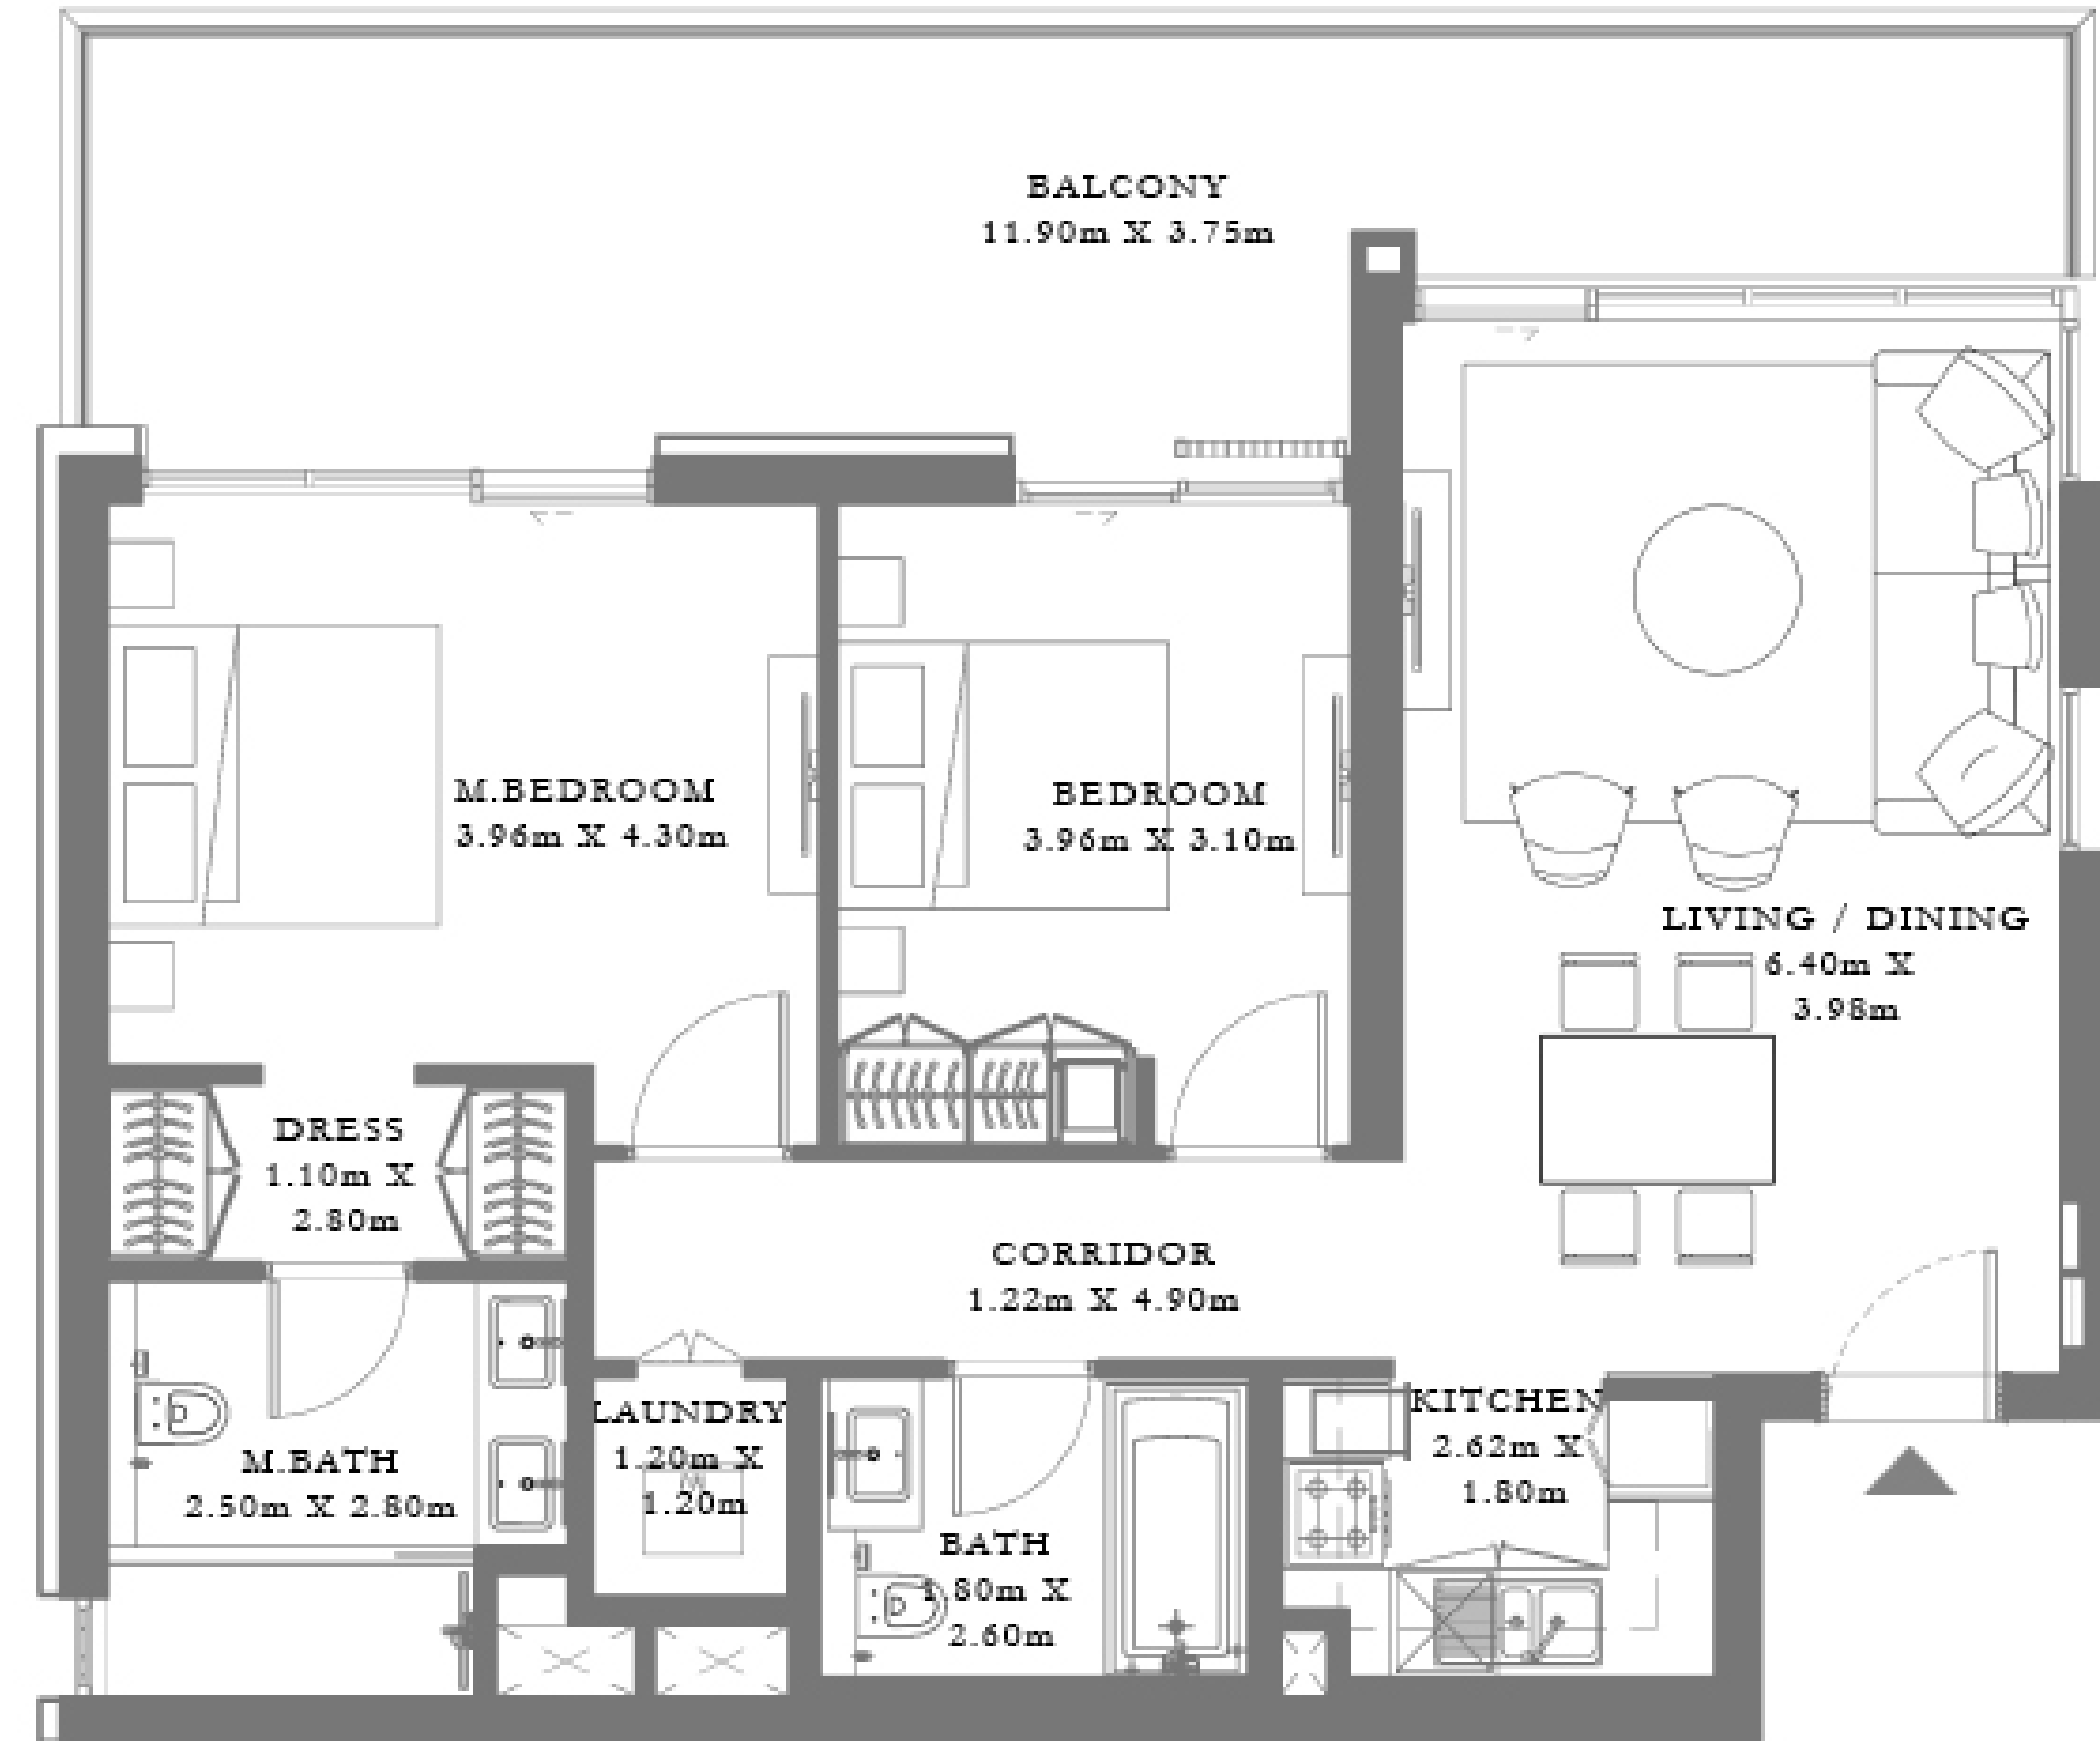 BALCONY
11.90m X 3.75m
M.BEDROOM
3.96m X 4.30m
BEDROOM
3.96m X 3.10m
LIVING / DINING
6.40m X
3.98m
DRESS
1.10m X
2.80m
CORRIDOR
1.22m X 4.90m
LAUNDRY
1.20m X
1.20m
KITCHEN
2.62m X
1.80m
M.BATH
2.50m X 2.80m
BATH
1.80m X
2.60m